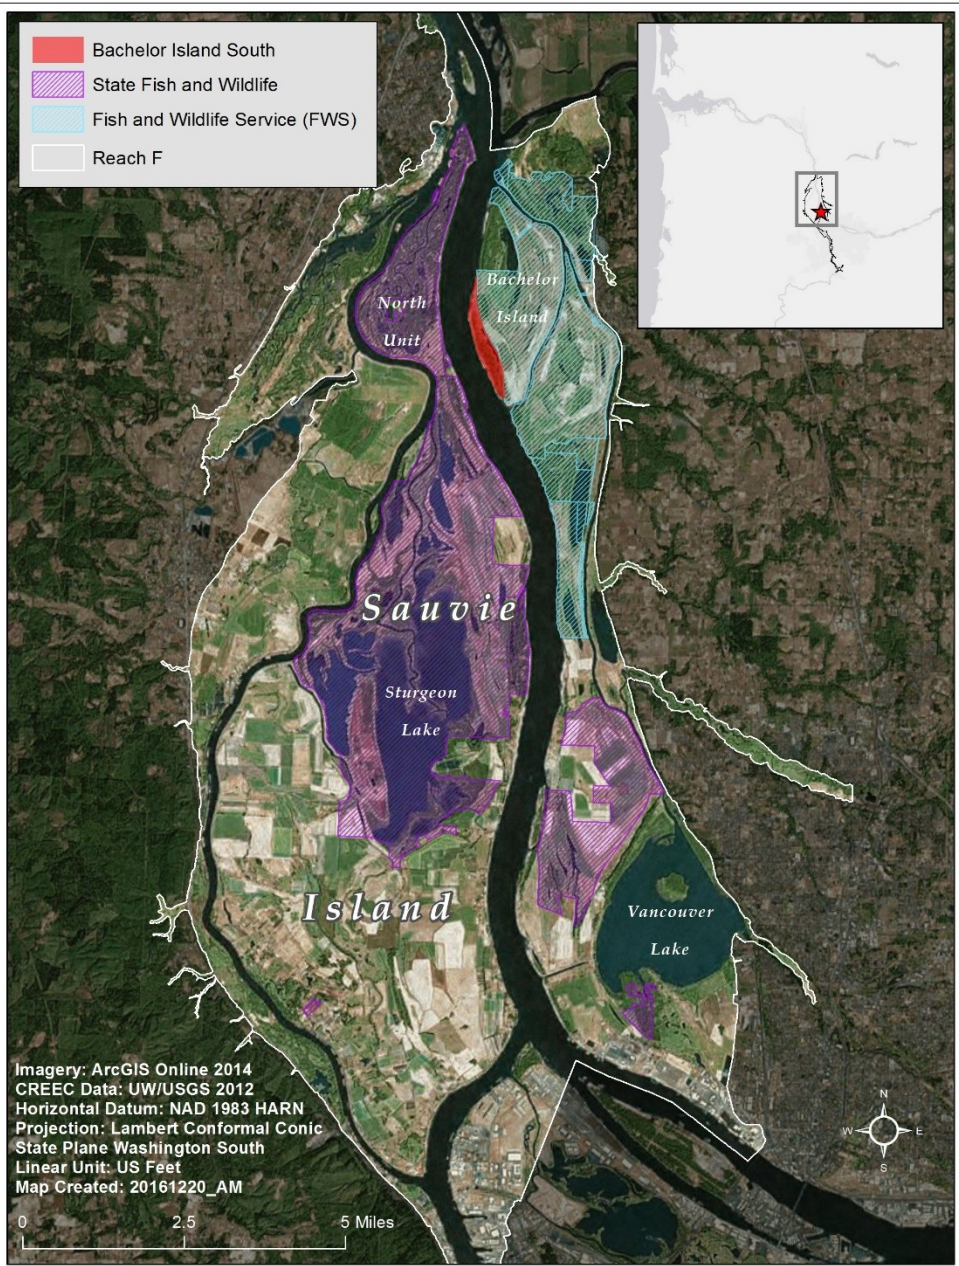 Bachelor Island South
State Fish and Wildlife
Fish and Wildlife Service (FWS)
Reach F
Bachelor
Island
North
Unit
Sauvie
Sturgeon
Lake
Island
Vancouver
Lake
Imagery: ArcGIS Online 2014
CREEC Data: UW/USGS 2012
Horizontal Datum: NAD 1983 HARN
Projection: Lambert Conformal Conic
State Plane Washington South
Linear Unit: US Feet
Map Created: 20161220_AM
0 2.5 5 Miles
N
W E
S